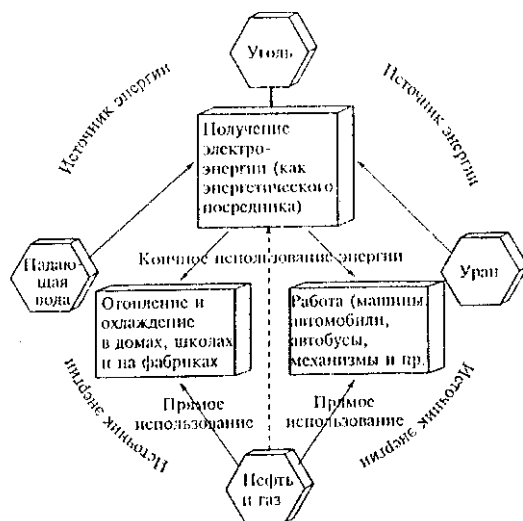 Уголь
Источник энергии
Источник энергии
Получение
электро-
энергии (как
энергетического
посредника)
Падаю-
щая
вода
Конечное использование энергии
Уран
Отопление и
охлаждение
в домах, школах
и на фабриках
Работа (машины
автомобили,
автобусы,
механизмы и пр.
Источник энергии
Прямое
использование
Прямое
использование
Источник энергии
Нефть
и газ